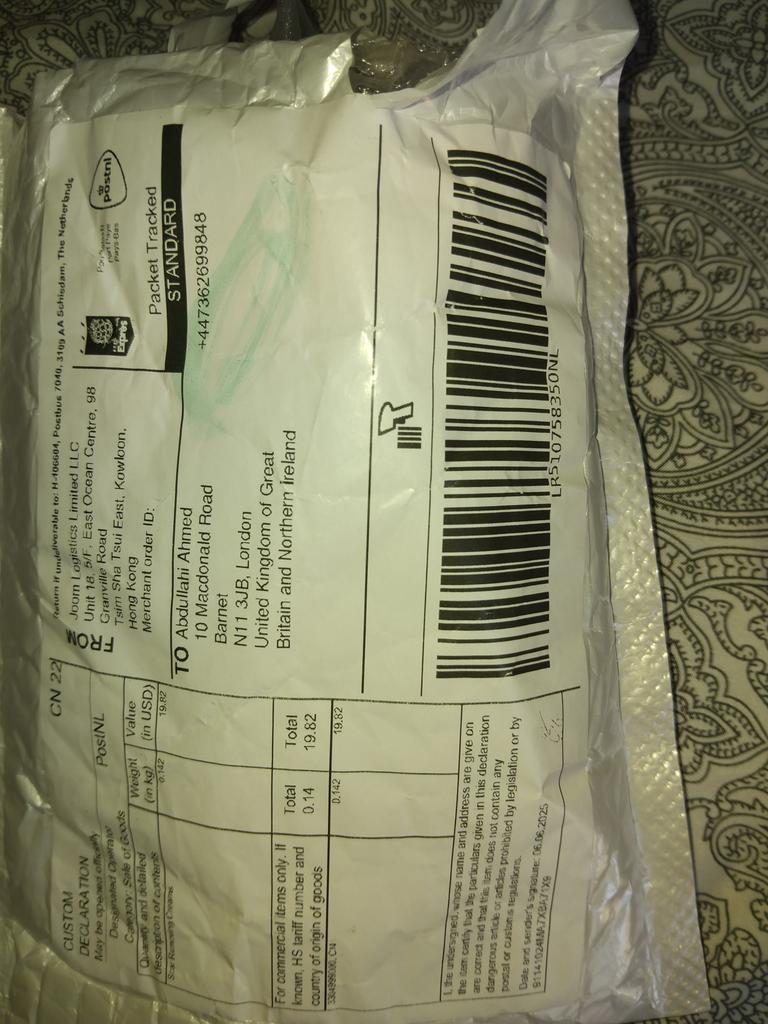 CN 22
CUSTOM
DECLARATION
PostNL
May be opened officially
Designated Operator
Category: Sale of Goods
Quantity and detailed
description of contents
Weight
(in kg)
Value
(in USD)
0.142
19.82
For commercial items only. If
known, HS tariff number and
country of origin of goods
Total
0.14
Total
19.82
CN
0.142
19.82
I, the undersigned, whose name and address are give on
the item certify that the particulars given in this declaration
are correct and that this item does not contain any
dangerous article or articles prohibited by legislation or by
postal or customs regulations.
Date and sender's signature: 06.06.2025
Return if undeliverable to: H-106604, Postbus 7040, 3109 AA Schiedam, The Netherlands
FROM
Joom Logistics Limited LLC
Unit 18, 5/F, East Ocean Centre, 98
Granville Road
Tsim Sha Tsui East, Kowloon,
Hong Kong
Merchant order ID:
Exprès
Port Payé
Pays-Bas
postnl
Packet Tracked
STANDARD
TO Abdullahi Ahmed
+447362699848
10 Macdonald Road
Barnet
N11 3JB, London
United Kingdom of Great
Britain and Northern Ireland
LR510758350NL